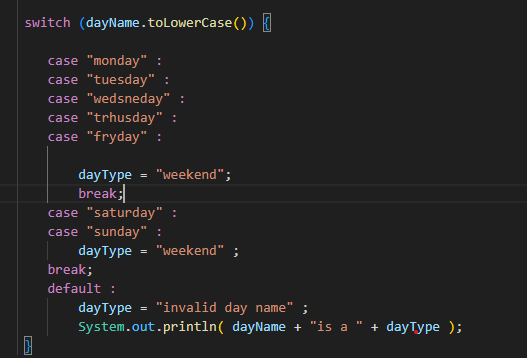 switch (dayName.toLowerCase()) {
case "monday" :
case "tuesday" :
case "wedsneday" :
case "trhusday" :
case "fryday" :
dayType = "weekend";
break;
case "saturday" :
case "sunday" :
dayType = "weekend" ;
break;
default :
dayType = "invalid day name" ;
System.out.println( dayName + "is a " + dayType );
}